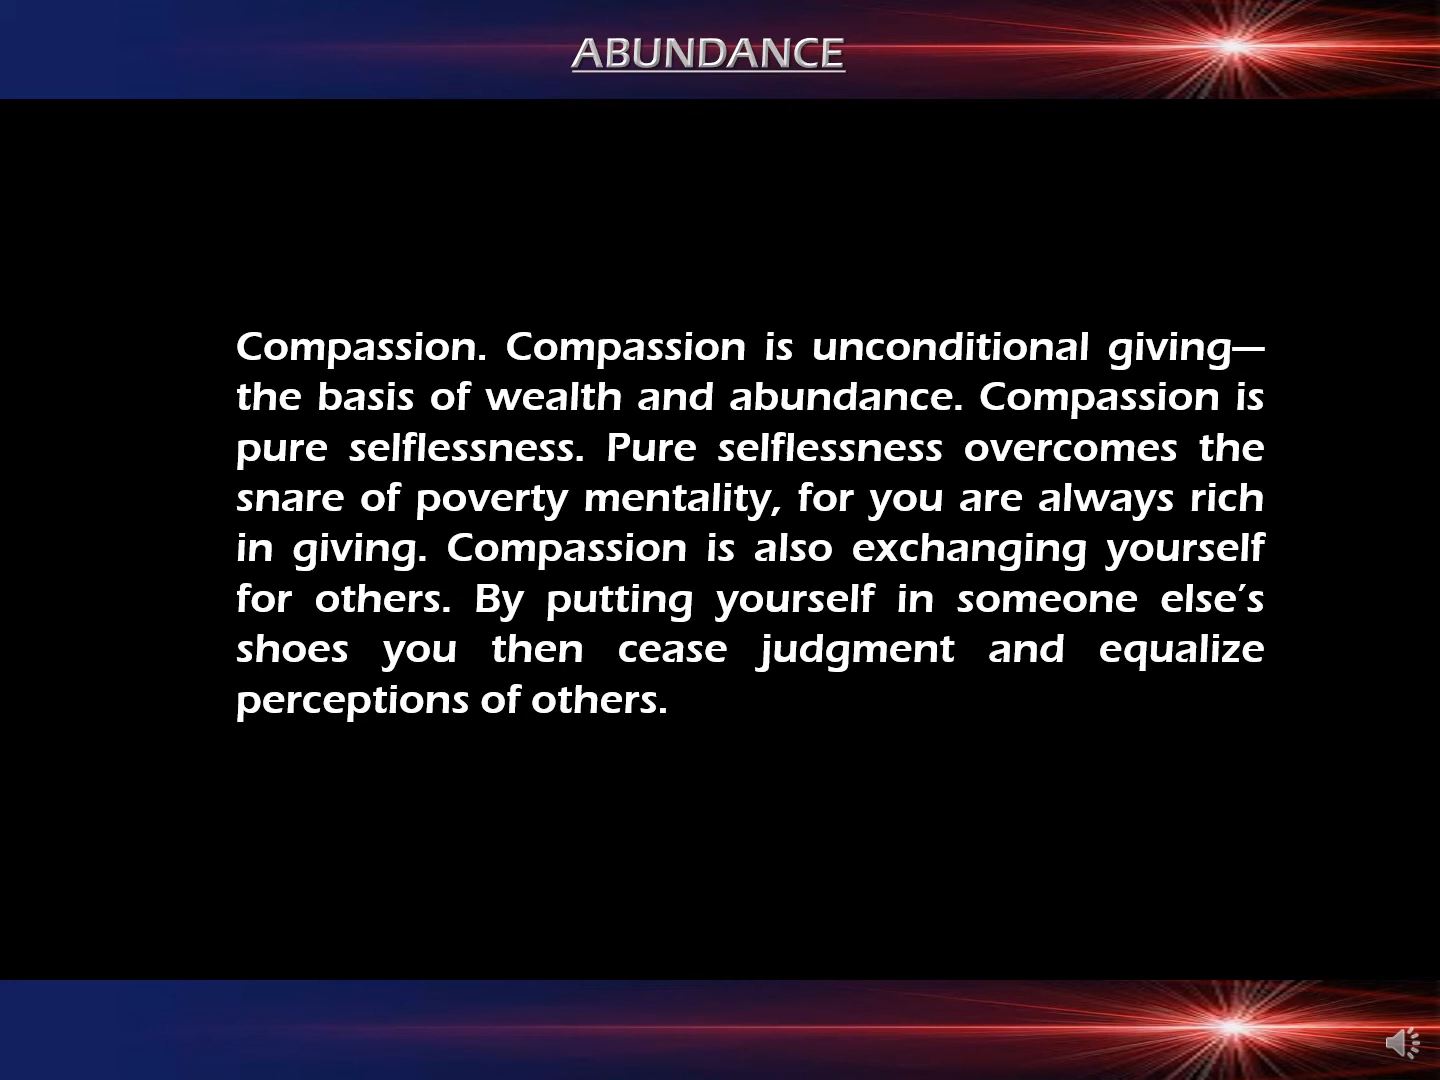 ABUNDANCE
Compassion. Compassion is unconditional giving—
the basis of wealth and abundance. Compassion is
pure selflessness. Pure selflessness overcomes the
snare of poverty mentality, for you are always rich
in giving. Compassion is also exchanging yourself
for others. By putting yourself in someone else’s
shoes you then cease judgment and equalize
perceptions of others.